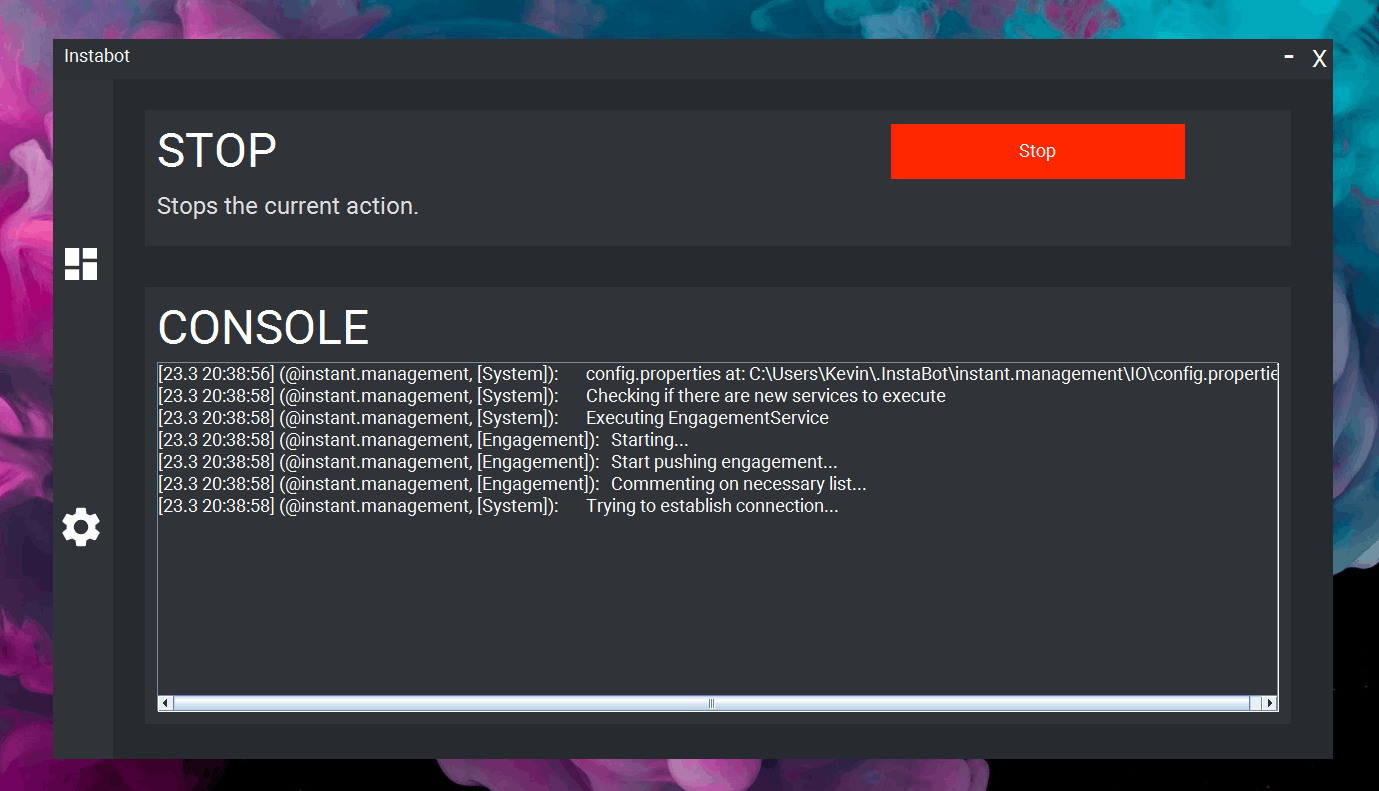 Instabot
- X
STOP
Stop
Stops the current action.
CONSOLE
[23.3 20:38:56] (@instant.management, [System]): config.properties at: C:\Users\Kevin\.InstaBot\instant.management\IO\config.propertie
[23.3 20:38:58] (@instant.management, [System]): Checking if there are new services to execute
[23.3 20:38:58] (@instant.management, [System]): Executing EngagementService
[23.3 20:38:58] (@instant.management, [Engagement]): Starting...
[23.3 20:38:58] (@instant.management, [Engagement]): Start pushing engagement...
[23.3 20:38:58] (@instant.management, [Engagement]): Commenting on necessary list...
[23.3 20:38:58] (@instant.management, [System]): Trying to establish connection...